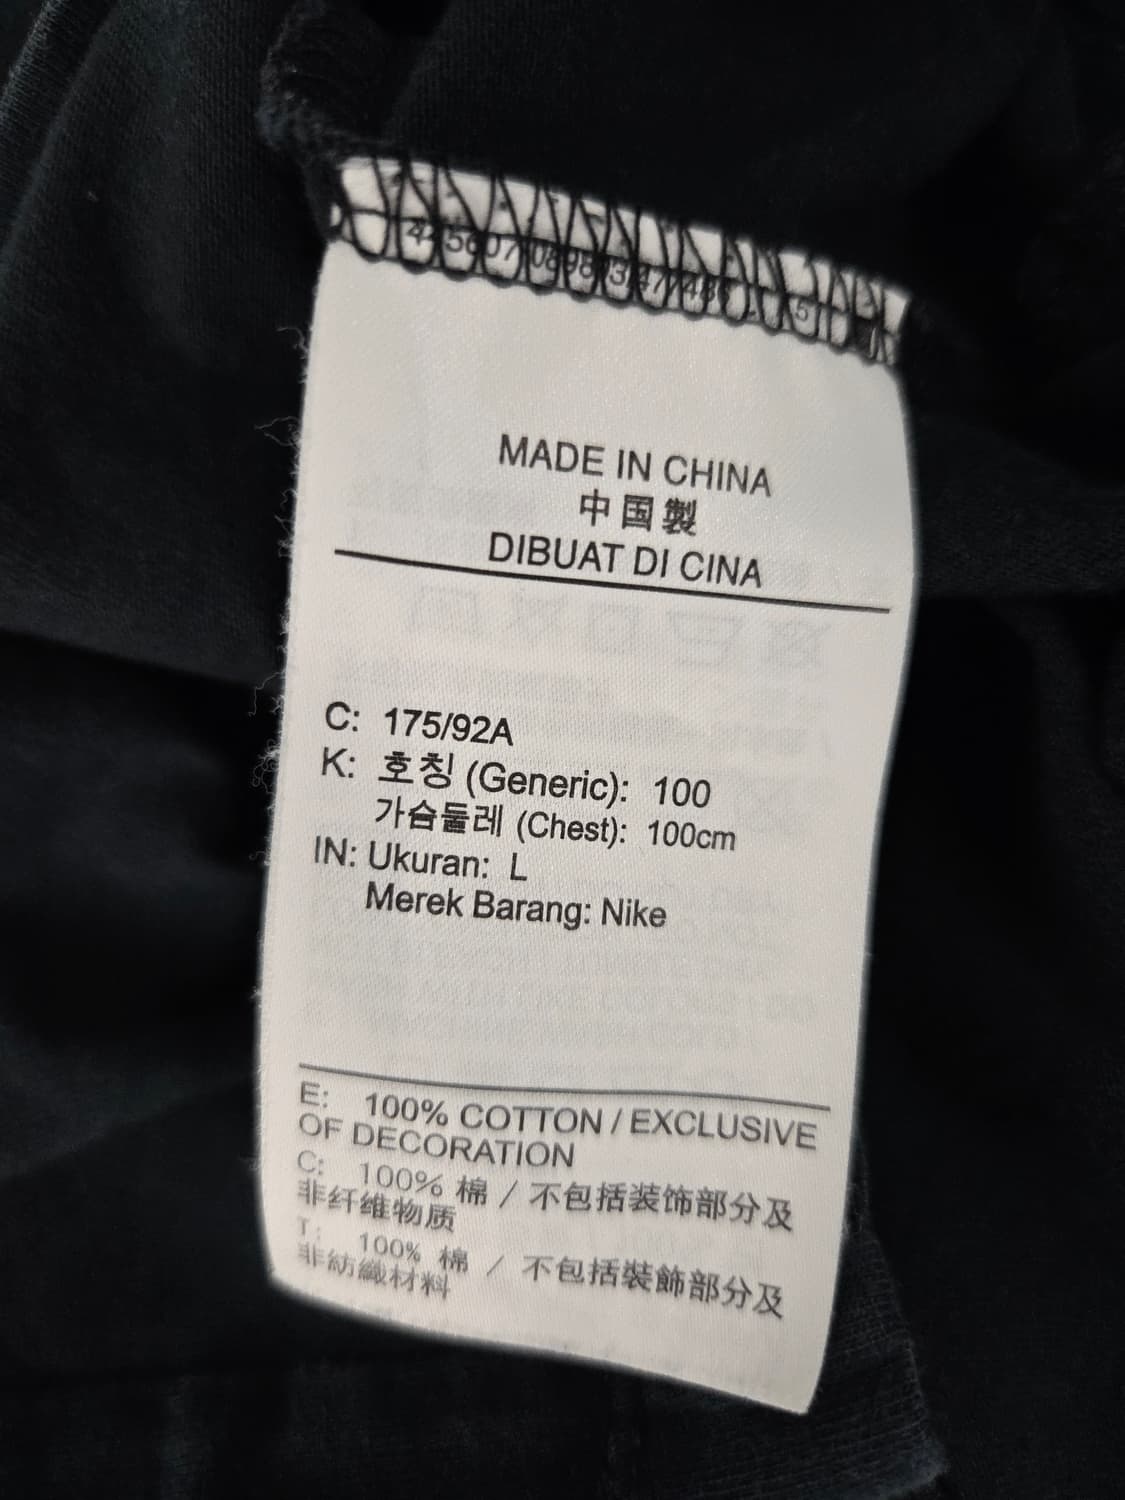 MADE IN CHINA
中国製
DIBUAT DI CINA
C: 175/92A
K: 호칭 (Generic): 100
가슴둘레 (Chest): 100cm
IN: Ukuran: L
Merek Barang: Nike
E: 100% COTTON / EXCLUSIVE
OF DECORATION
C: 100% 棉 / 不包括装饰部分及
非纤维物质
T: 100% 棉 / 不包括裝飾部分及
非紡織材料